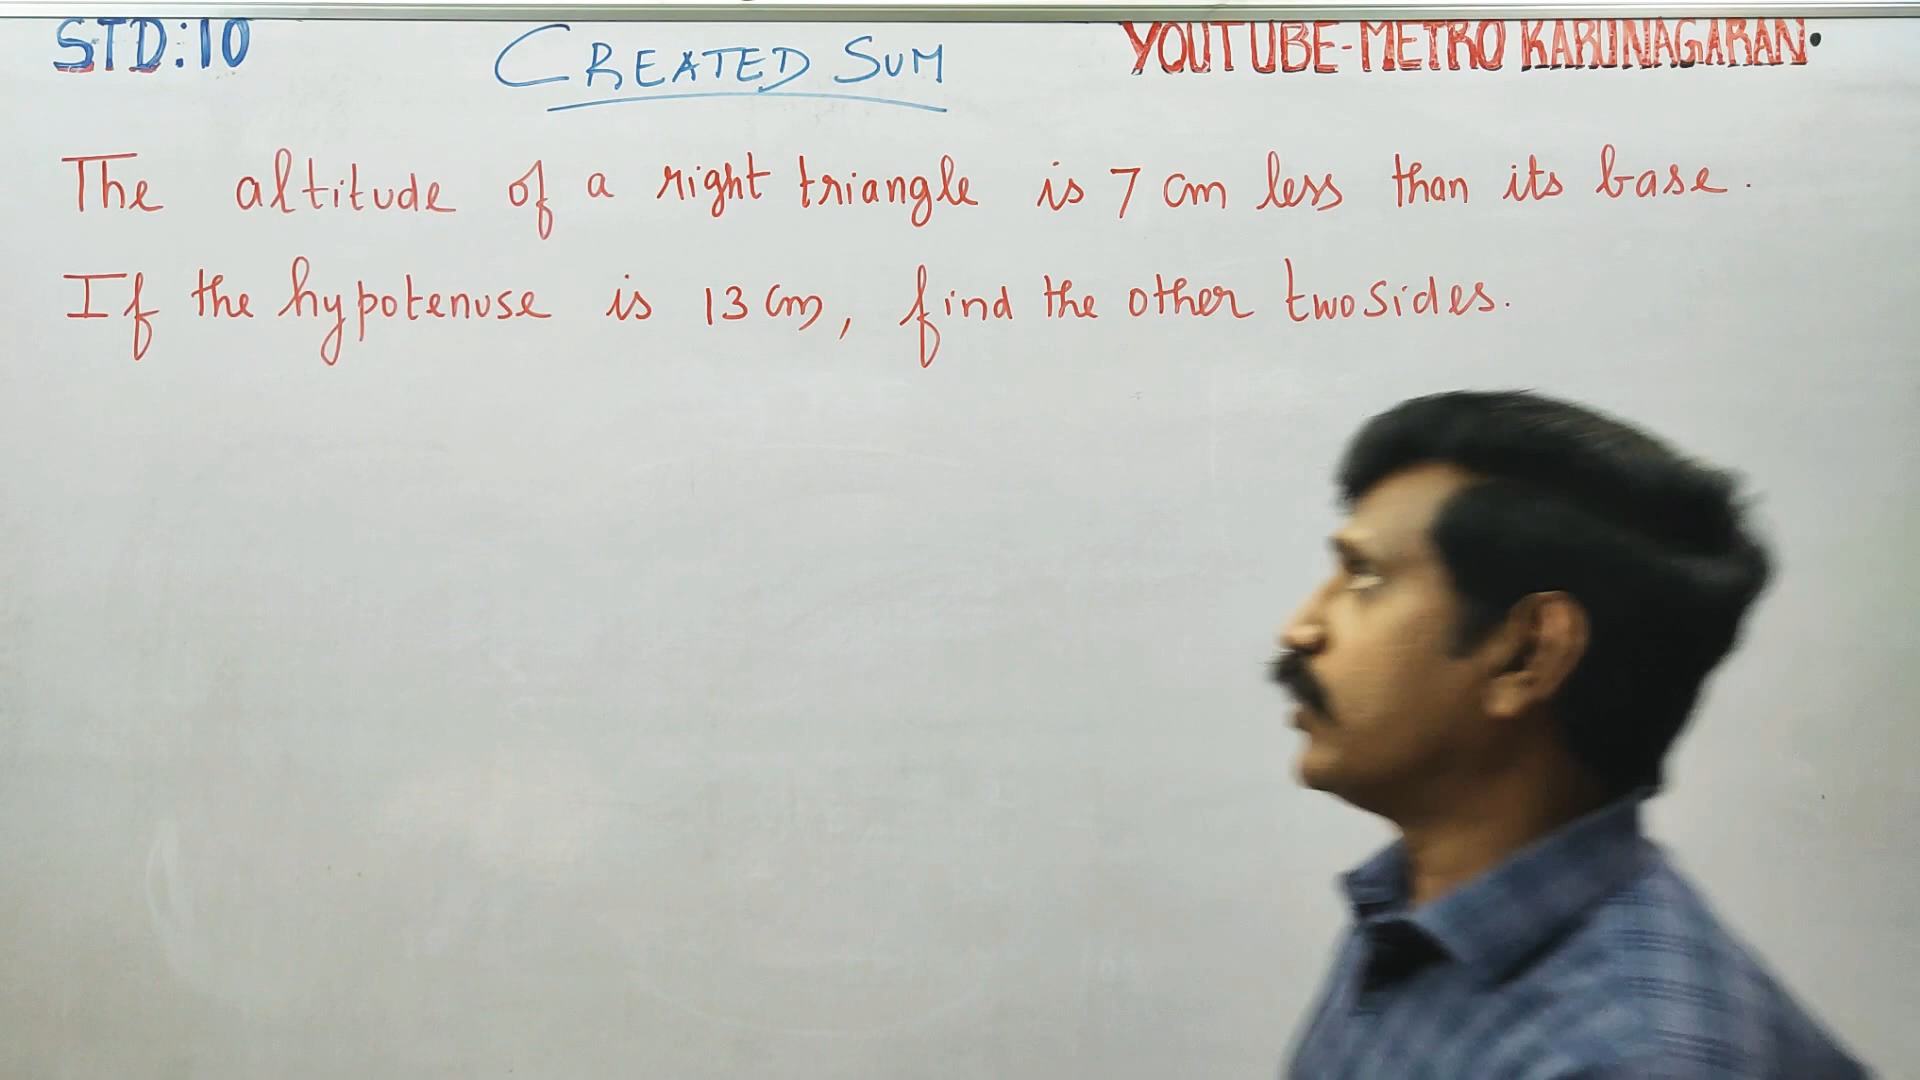 STD:10
CREATED SUM
YOUTUBE-METRO KARUNAGARAN.
The altitude of a right triangle is 7 cm less than its base.
If the hypotenuse is 13 cm, find the other two sides.